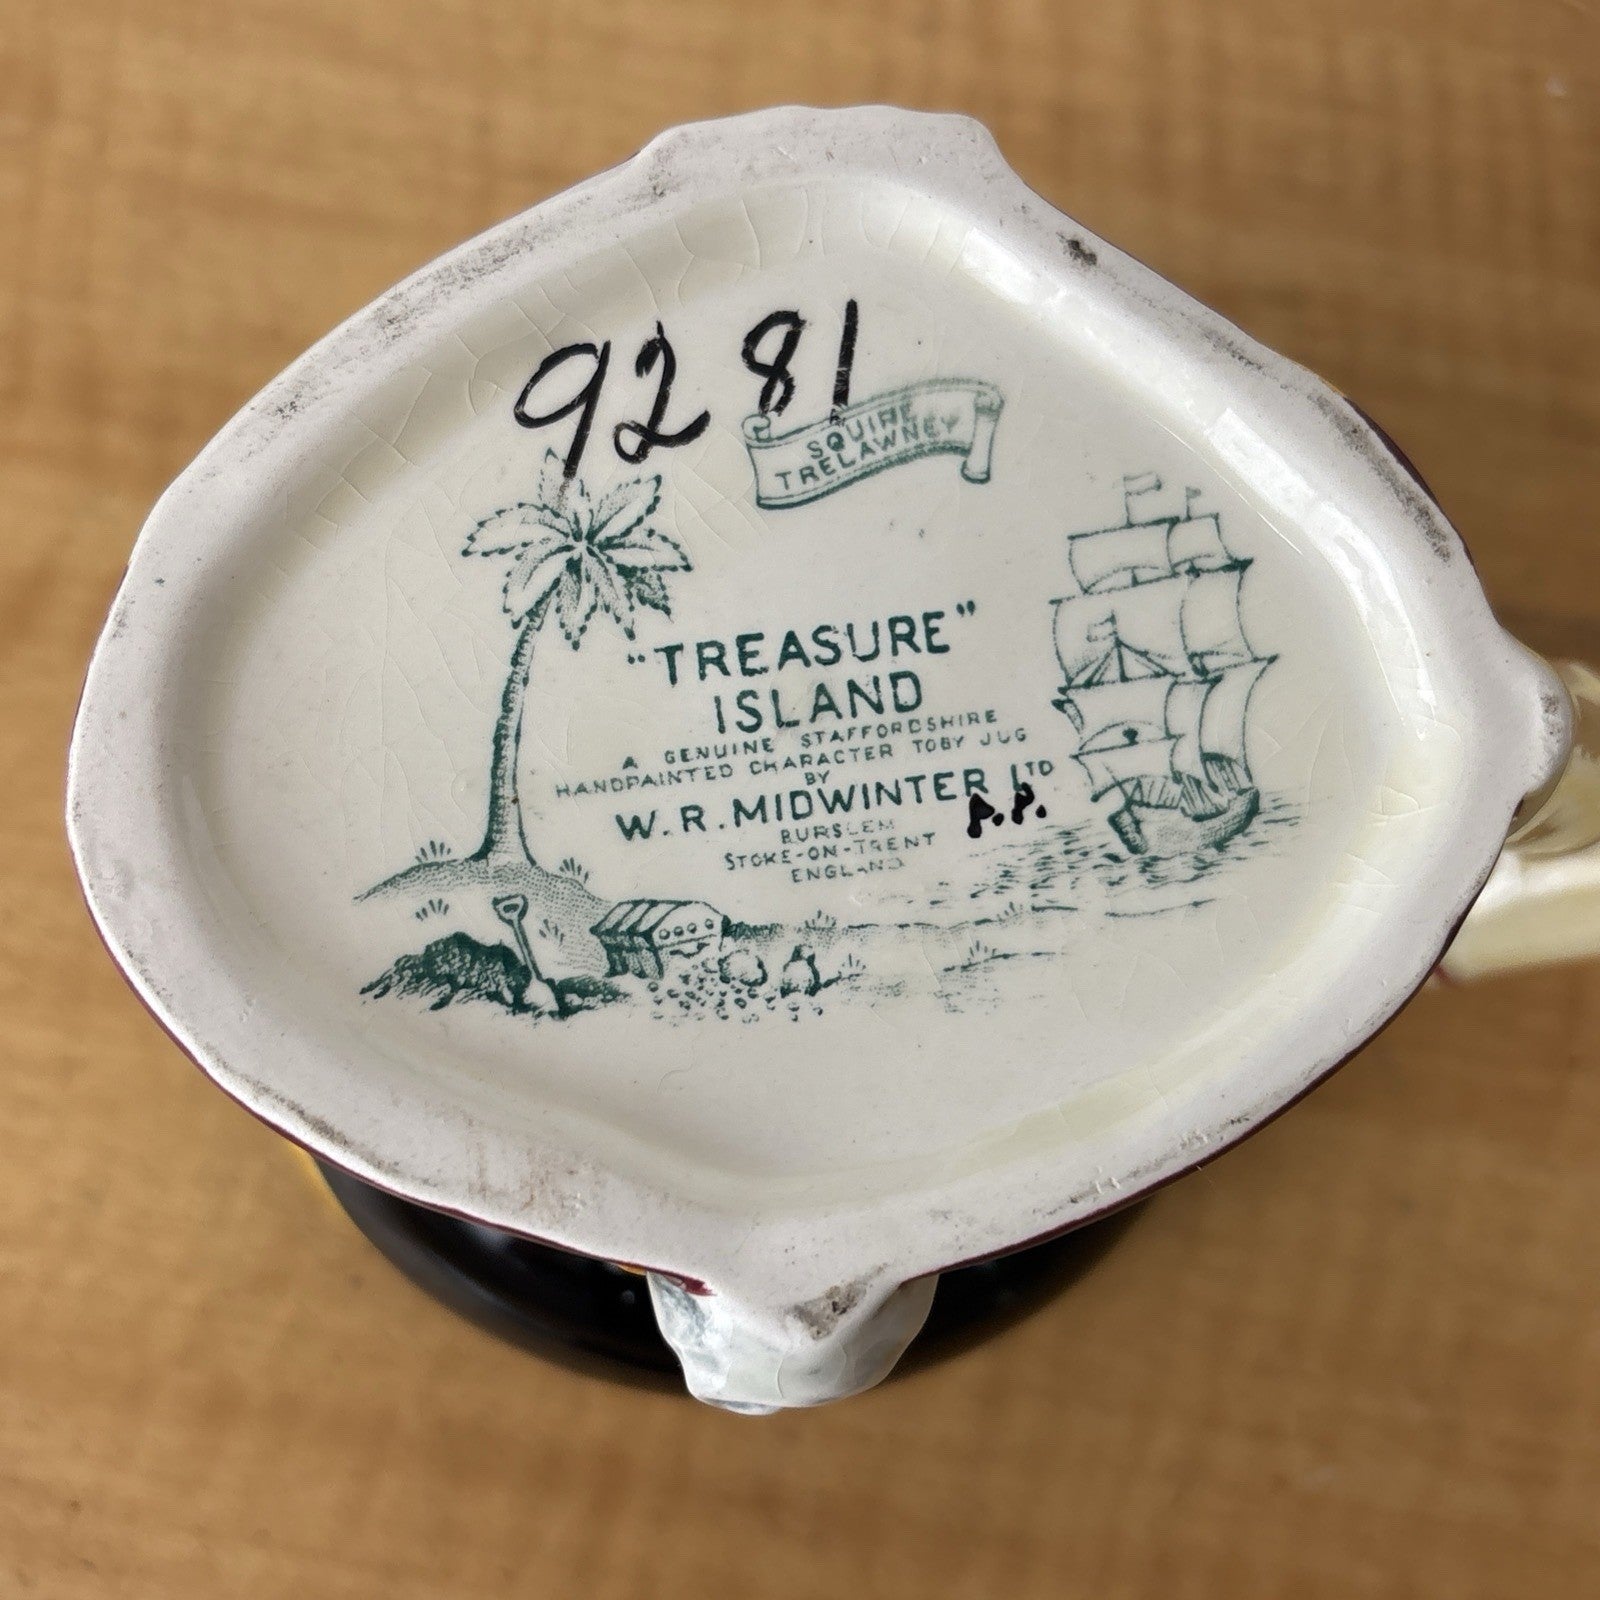 9281
SQUIRE
TRELAWNEY
"TREASURE"
ISLAND
A GENUINE STAFFORDSHIRE
HANDPAINTED CHARACTER TOBY JUG
BY
W.R.MIDWINTER LTD
P.P.
BURSLEM
STOKE-ON-TRENT
ENGLAND